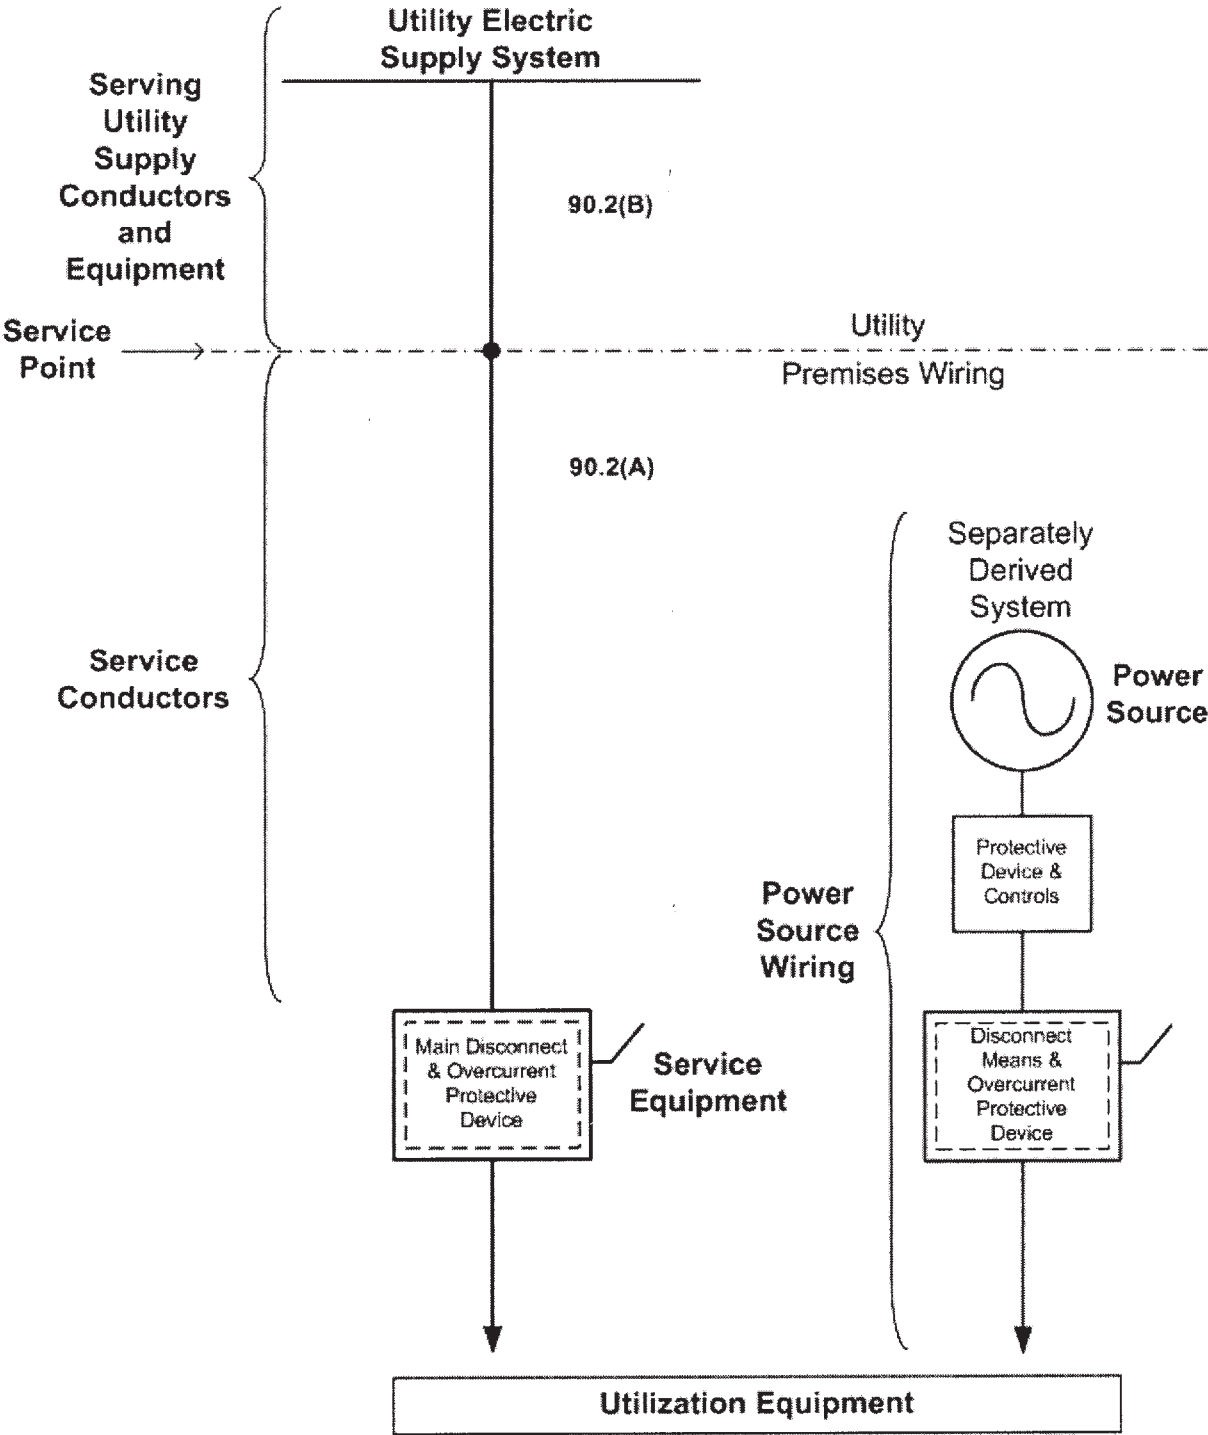 Utility Electric
Supply System
Serving
Utility
Supply
Conductors
and
Equipment
90.2(B)
Service
Point
Utility
Premises Wiring
90.2(A)
Service
Conductors
Separately
Derived
System
Power
Source
Protective
Device &
Controls
Power
Source
Wiring
Main Disconnect
& Overcurrent
Protective
Device
Service
Equipment
Disconnect
Means &
Overcurrent
Protective
Device
Utilization Equipment